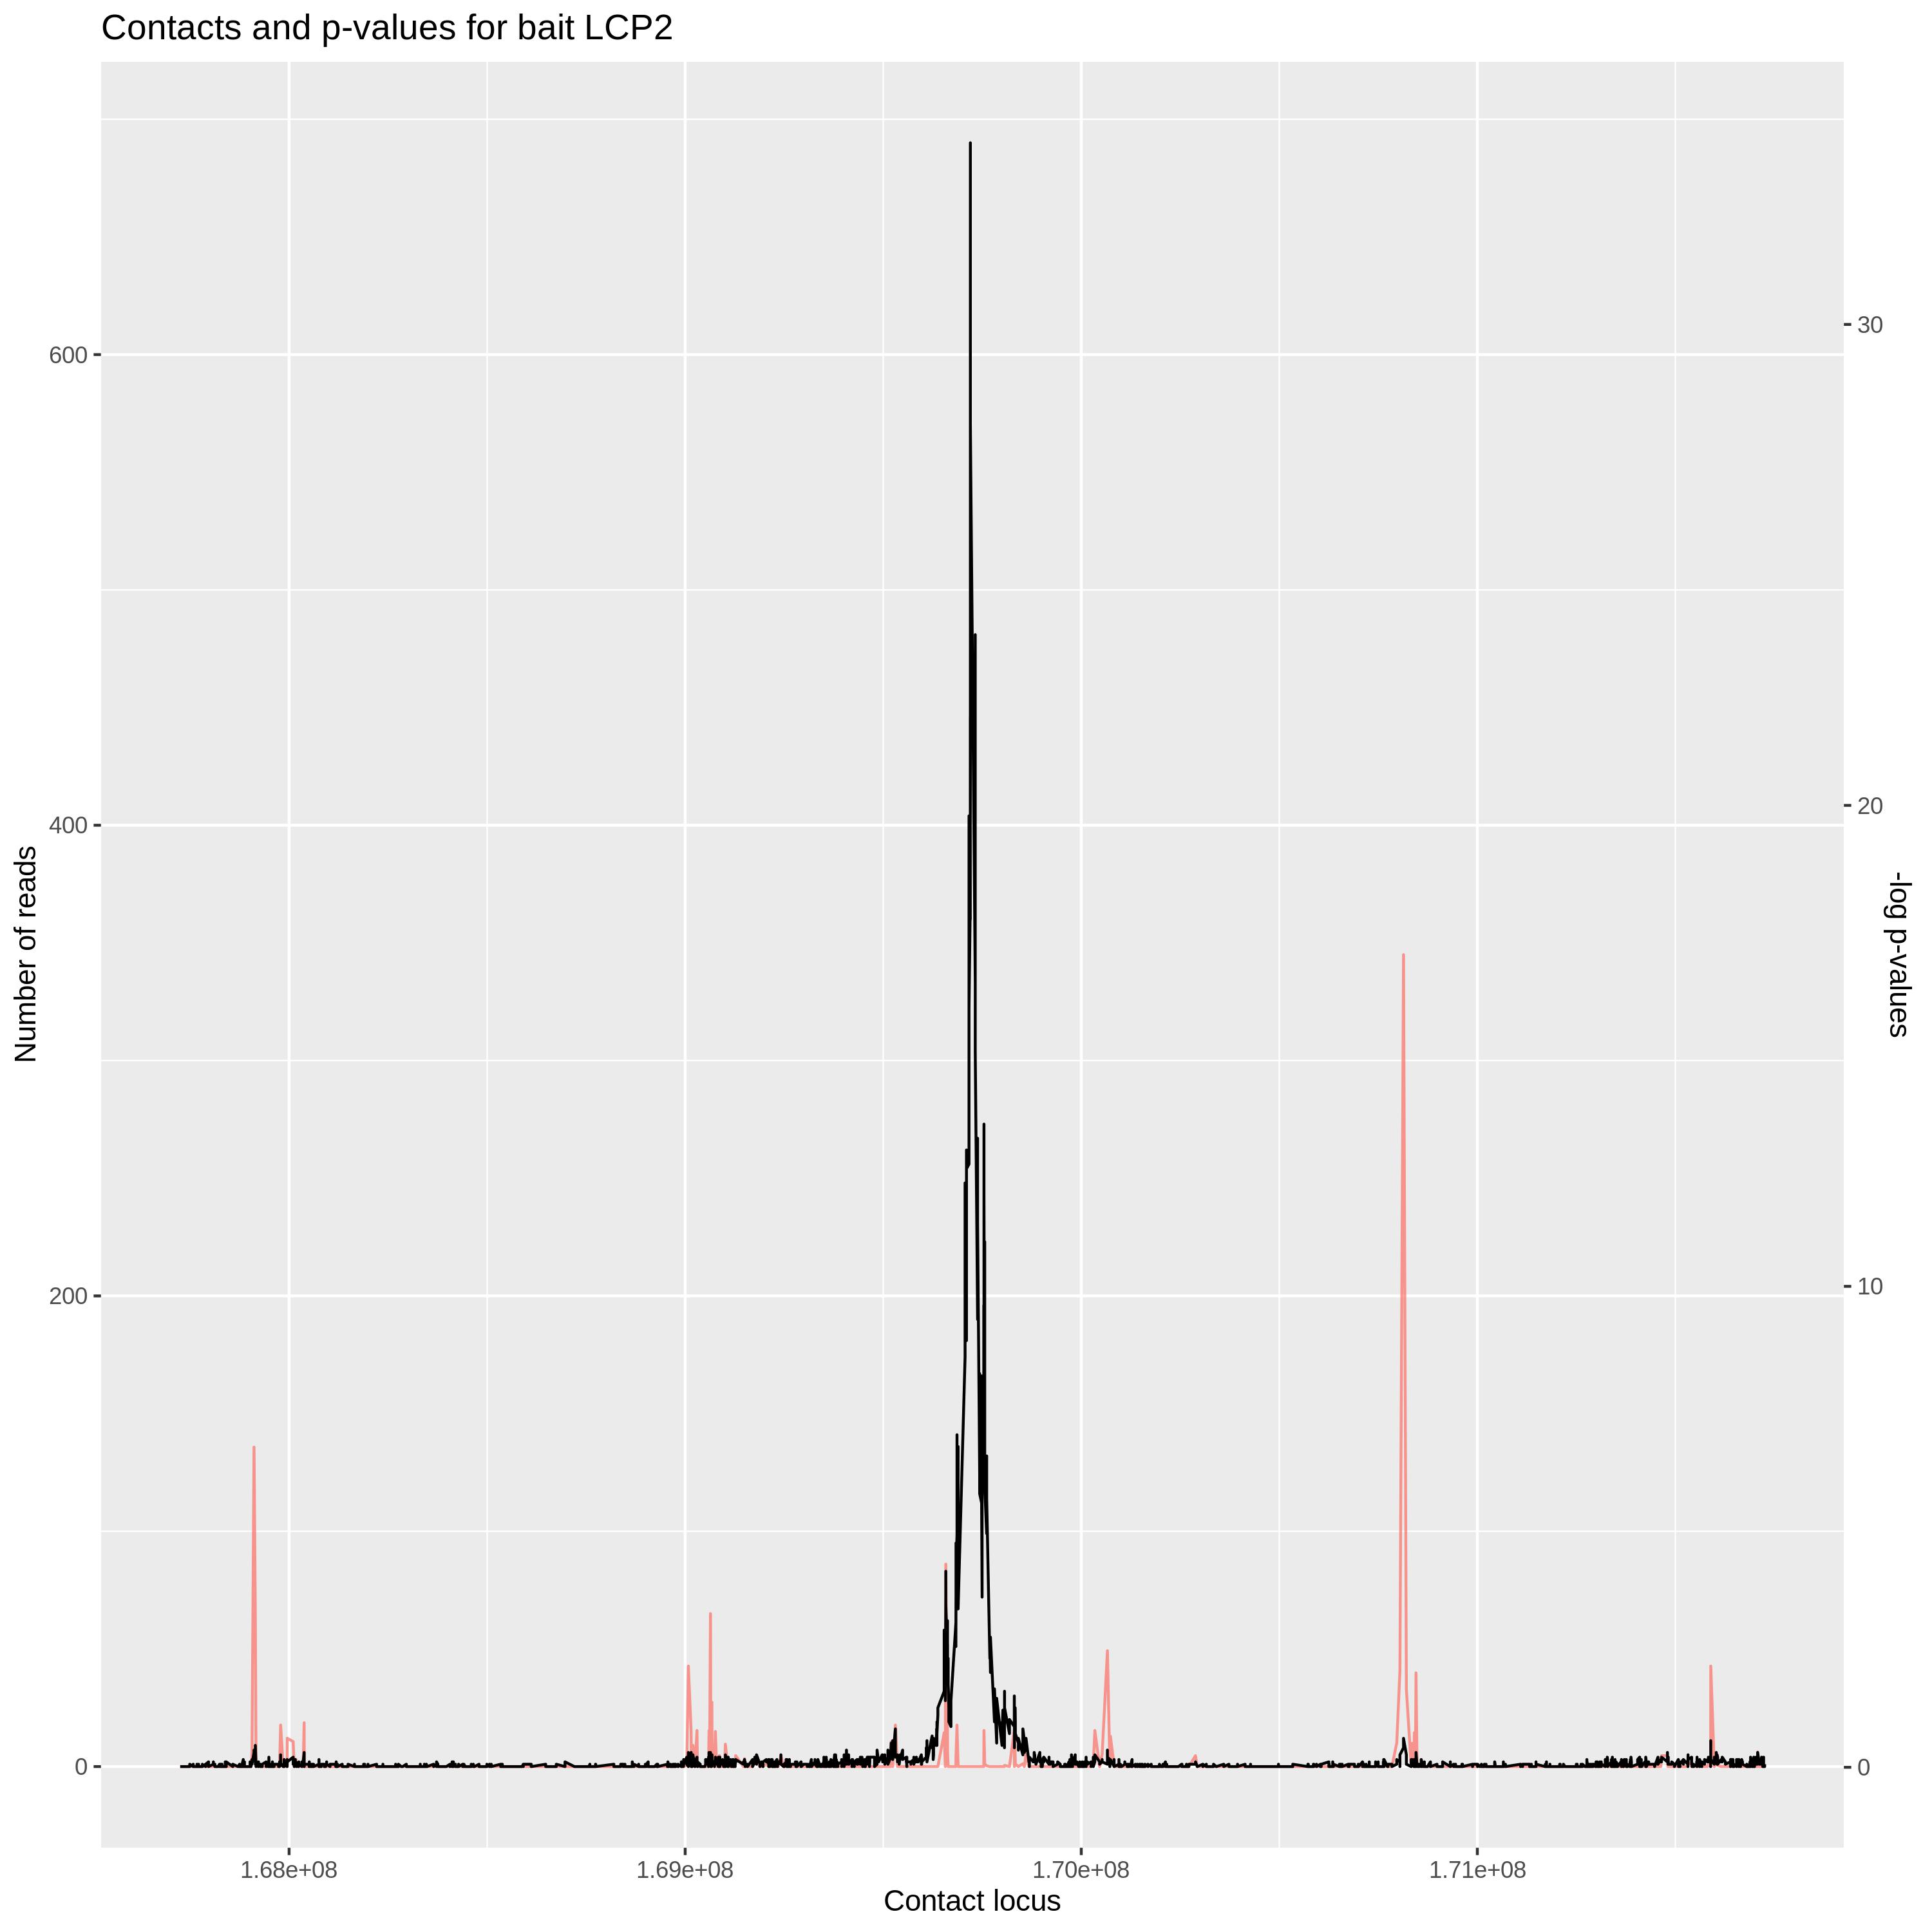 Contacts and p-values for bait LCP2
600
400
200
0
30
20
10
0
Number of reads
-log p-values
1.68e+08
1.69e+08
1.70e+08
1.71e+08
Contact locus